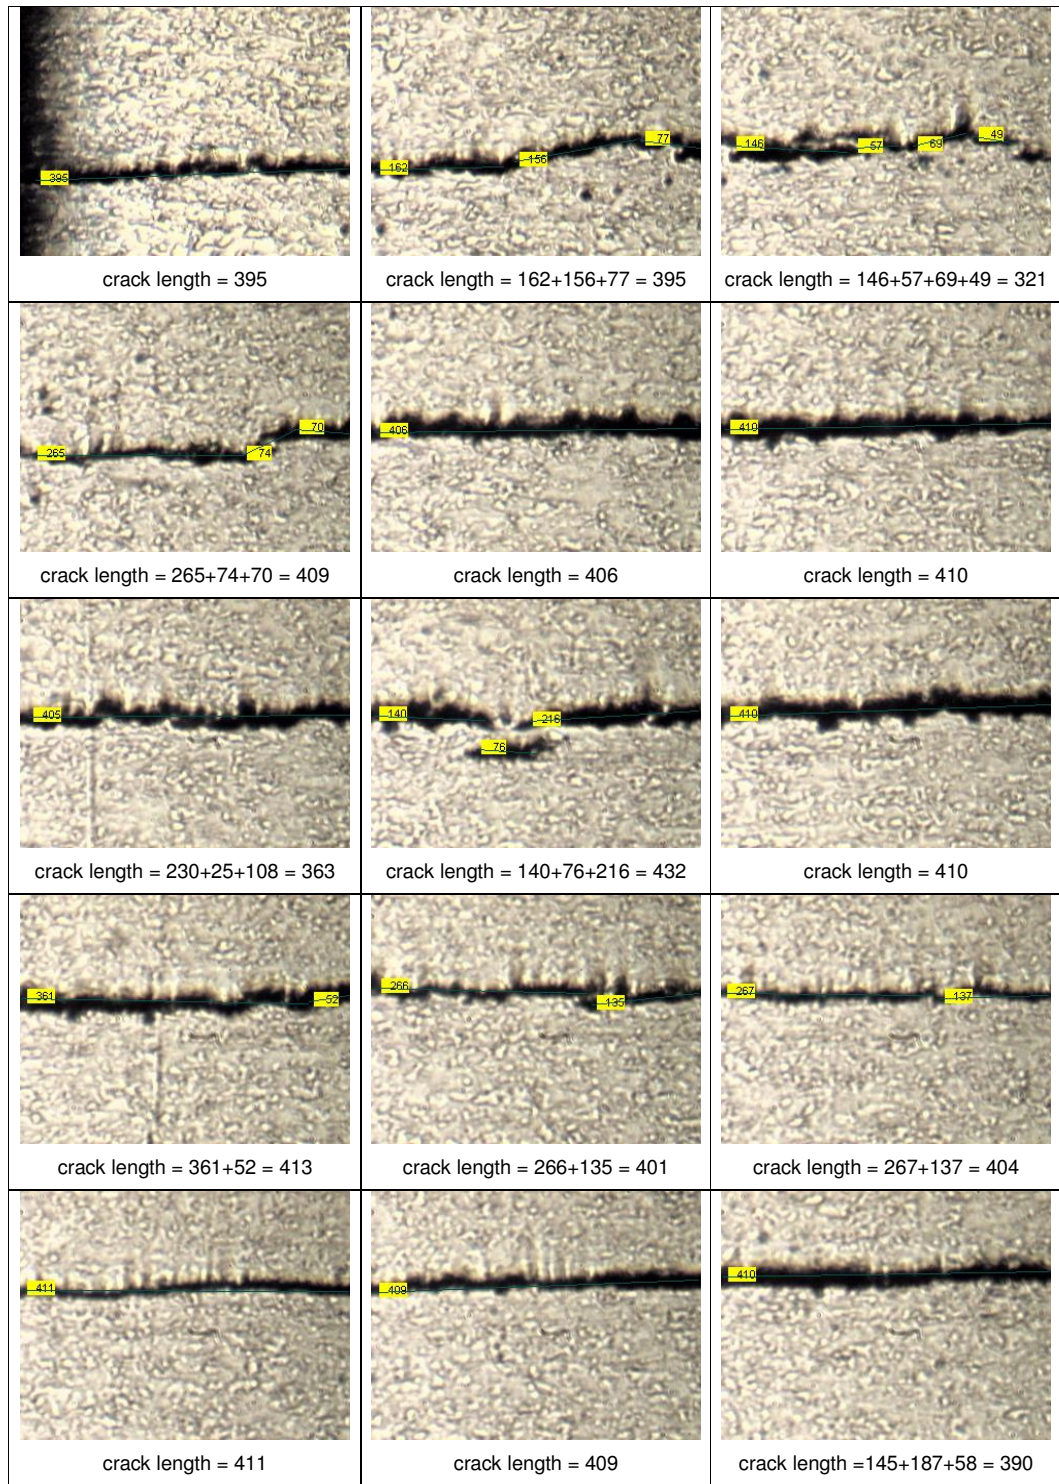 395
162
156
77
146
57
69
49
crack length = 395
crack length = 162+156+77 = 395
crack length = 146+57+69+49 = 321
265
74
70
406
410
crack length = 265+74+70 = 409
crack length = 406
crack length = 410
405
140
76
216
410
crack length = 230+25+108 = 363
crack length = 140+76+216 = 432
crack length = 410
361
52
266
135
267
137
crack length = 361+52 = 413
crack length = 266+135 = 401
crack length = 267+137 = 404
411
409
410
crack length = 411
crack length = 409
crack length =145+187+58 = 390